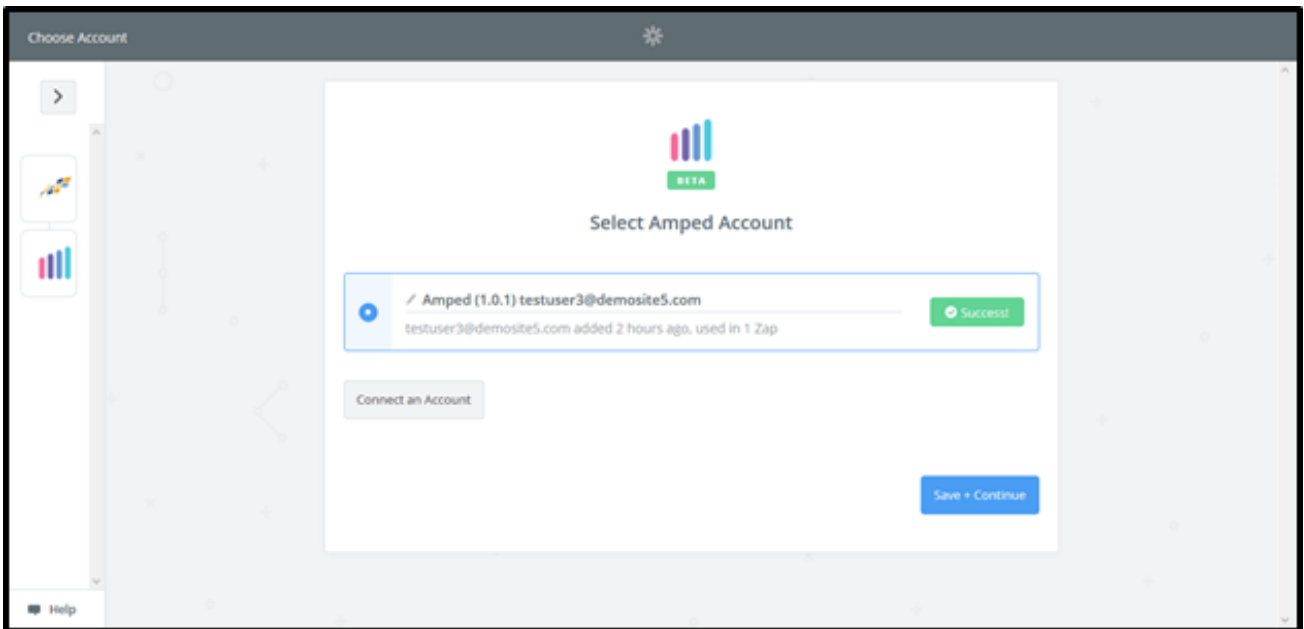 Choose Account
BETA
Select Amped Account
Amped (1.0.1) testuser3@demosite5.com
testuser3@demosite5.com added 2 hours ago, used in 1 Zap
Success!
Connect an Account
Save + Continue
Help